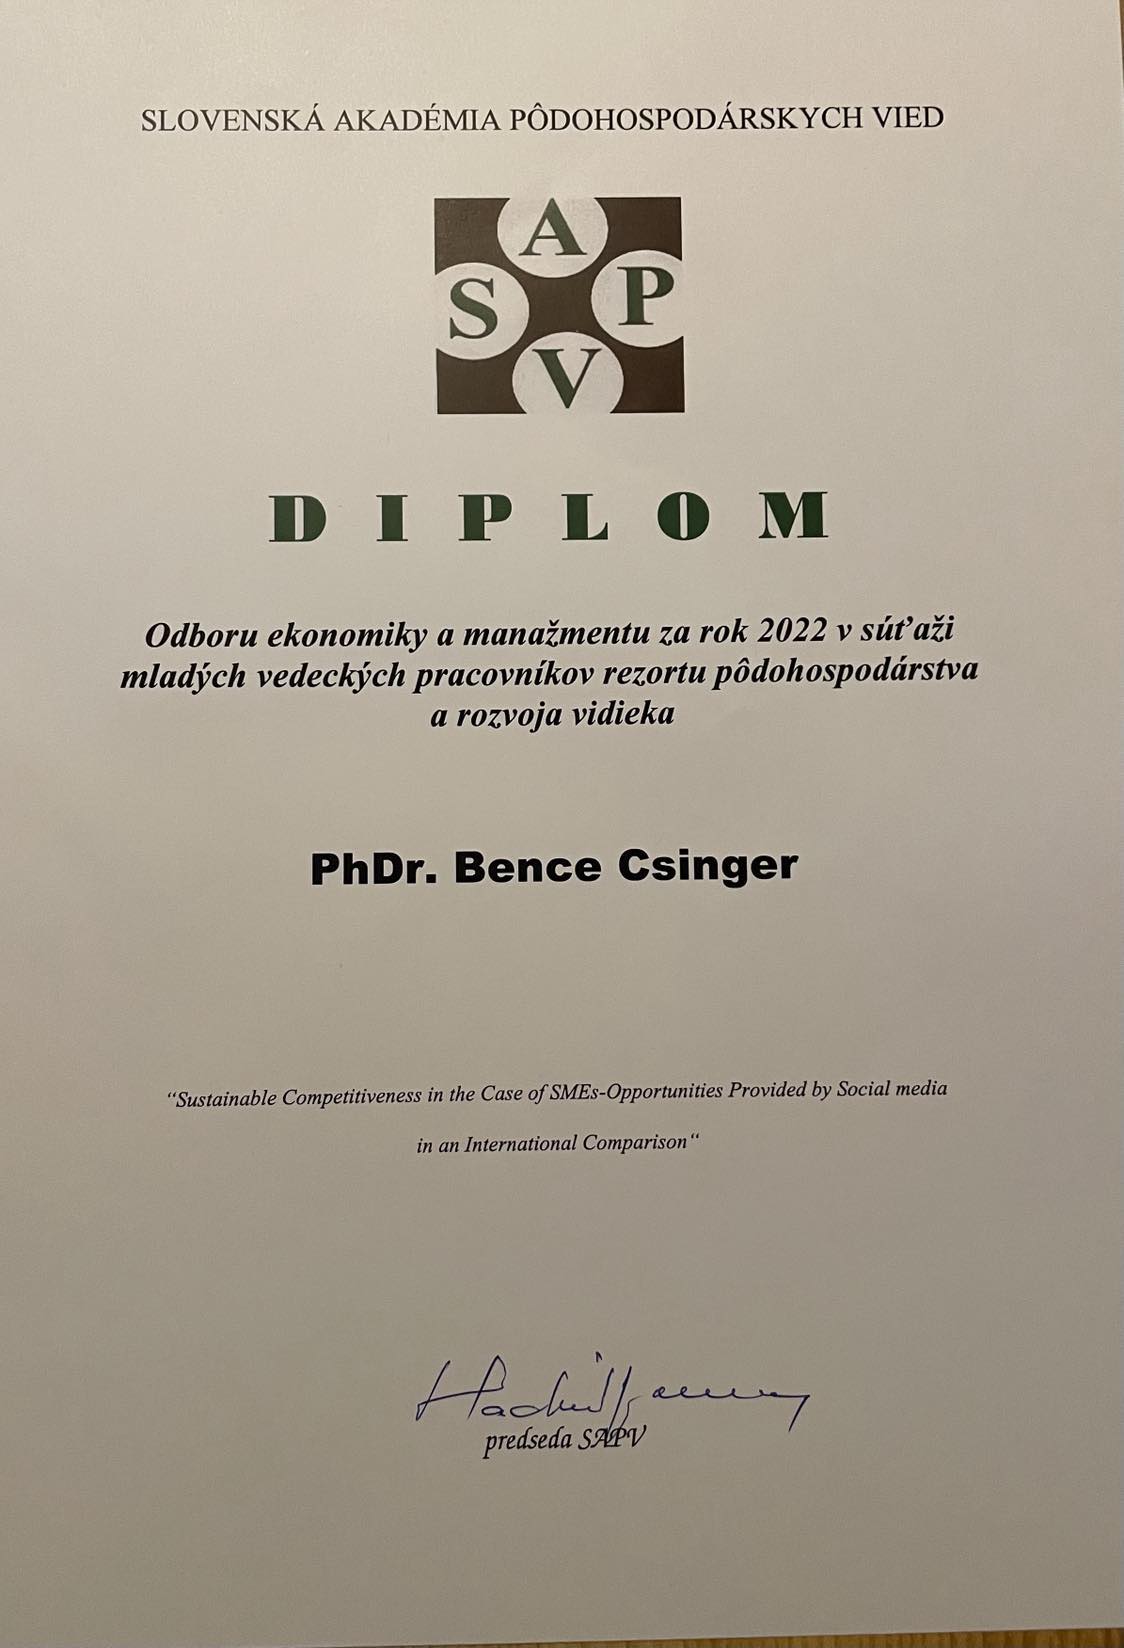 SLOVENSKÁ AKADÉMIA PÔDOHOSPODÁRSKYCH VIED
A
S P
V
DIPLOM
Odboru ekonomiky a manažmentu za rok 2022 v súťaži
mladých vedeckých pracovníkov rezortu pôdohospodárstva
a rozvoja vidieka
PhDr. Bence Csinger
“Sustainable Competitiveness in the Case of SMEs-Opportunities Provided by Social media
in an International Comparison“
predseda SAPV